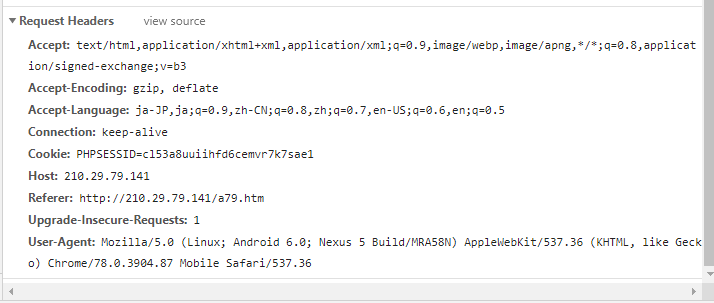 Request Headers view source
Accept: text/html,application/xhtml+xml,application/xml;q=0.9,image/webp,image/apng,*/*;q=0.8,applicat
ion/signed-exchange;v=b3
Accept-Encoding: gzip, deflate
Accept-Language: ja-JP,ja;q=0.9,zh-CN;q=0.8,zh;q=0.7,en-US;q=0.6,en;q=0.5
Connection: keep-alive
Cookie: PHPSESSID=cl53a8uuiihfd6cemvr7k7sae1
Host: 210.29.79.141
Referer: http://210.29.79.141/a79.htm
Upgrade-Insecure-Requests: 1
User-Agent: Mozilla/5.0 (Linux; Android 6.0; Nexus 5 Build/MRA58N) AppleWebKit/537.36 (KHTML, like Geck
o) Chrome/78.0.3904.87 Mobile Safari/537.36